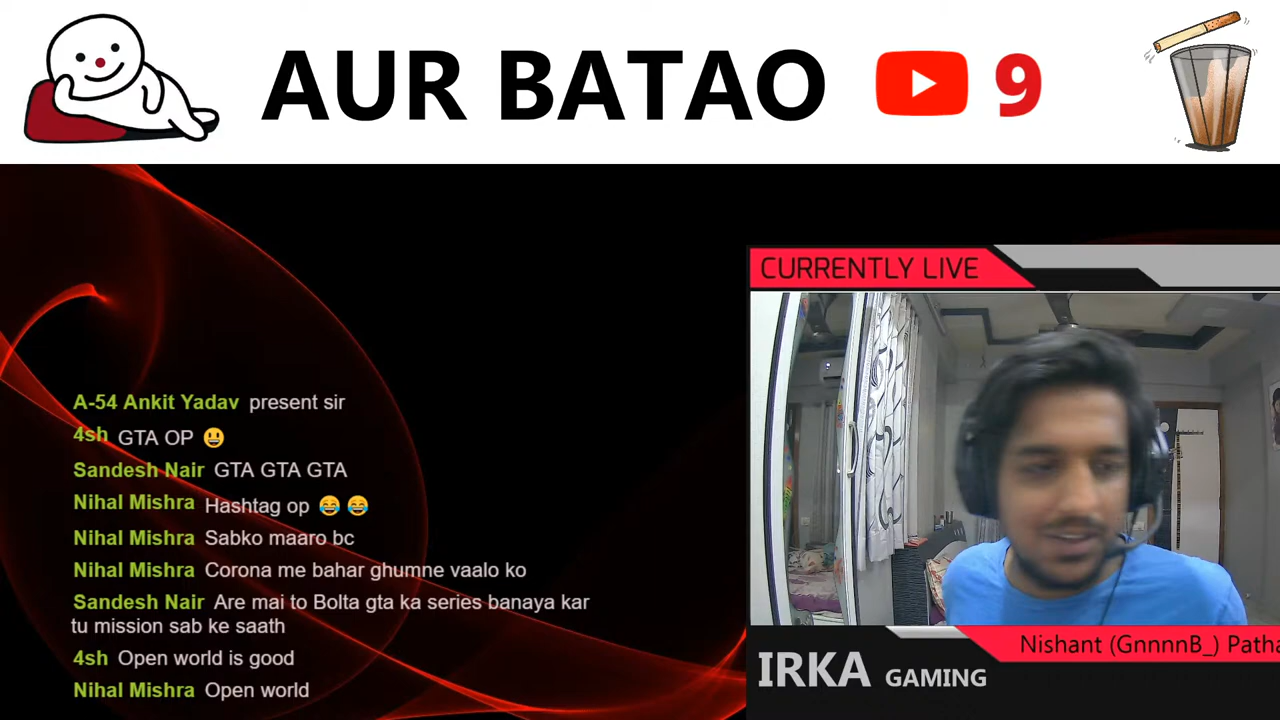 AUR BATAO 9
CURRENTLY LIVE
A-54 Ankit Yadav present sir
4sh GTA OP 😃
Sandesh Nair GTA GTA GTA
Nihal Mishra Hashtag op 😂 😂
Nihal Mishra Sabko maaro bc
Nihal Mishra Corona me bahar ghumne vaalo ko
Sandesh Nair Are mai to Bolta gta ka series banaya kar
tu mission sab ke saath
4sh Open world is good
Nihal Mishra Open world
Nishant (GnnnnB_) Patha
IRKA GAMING